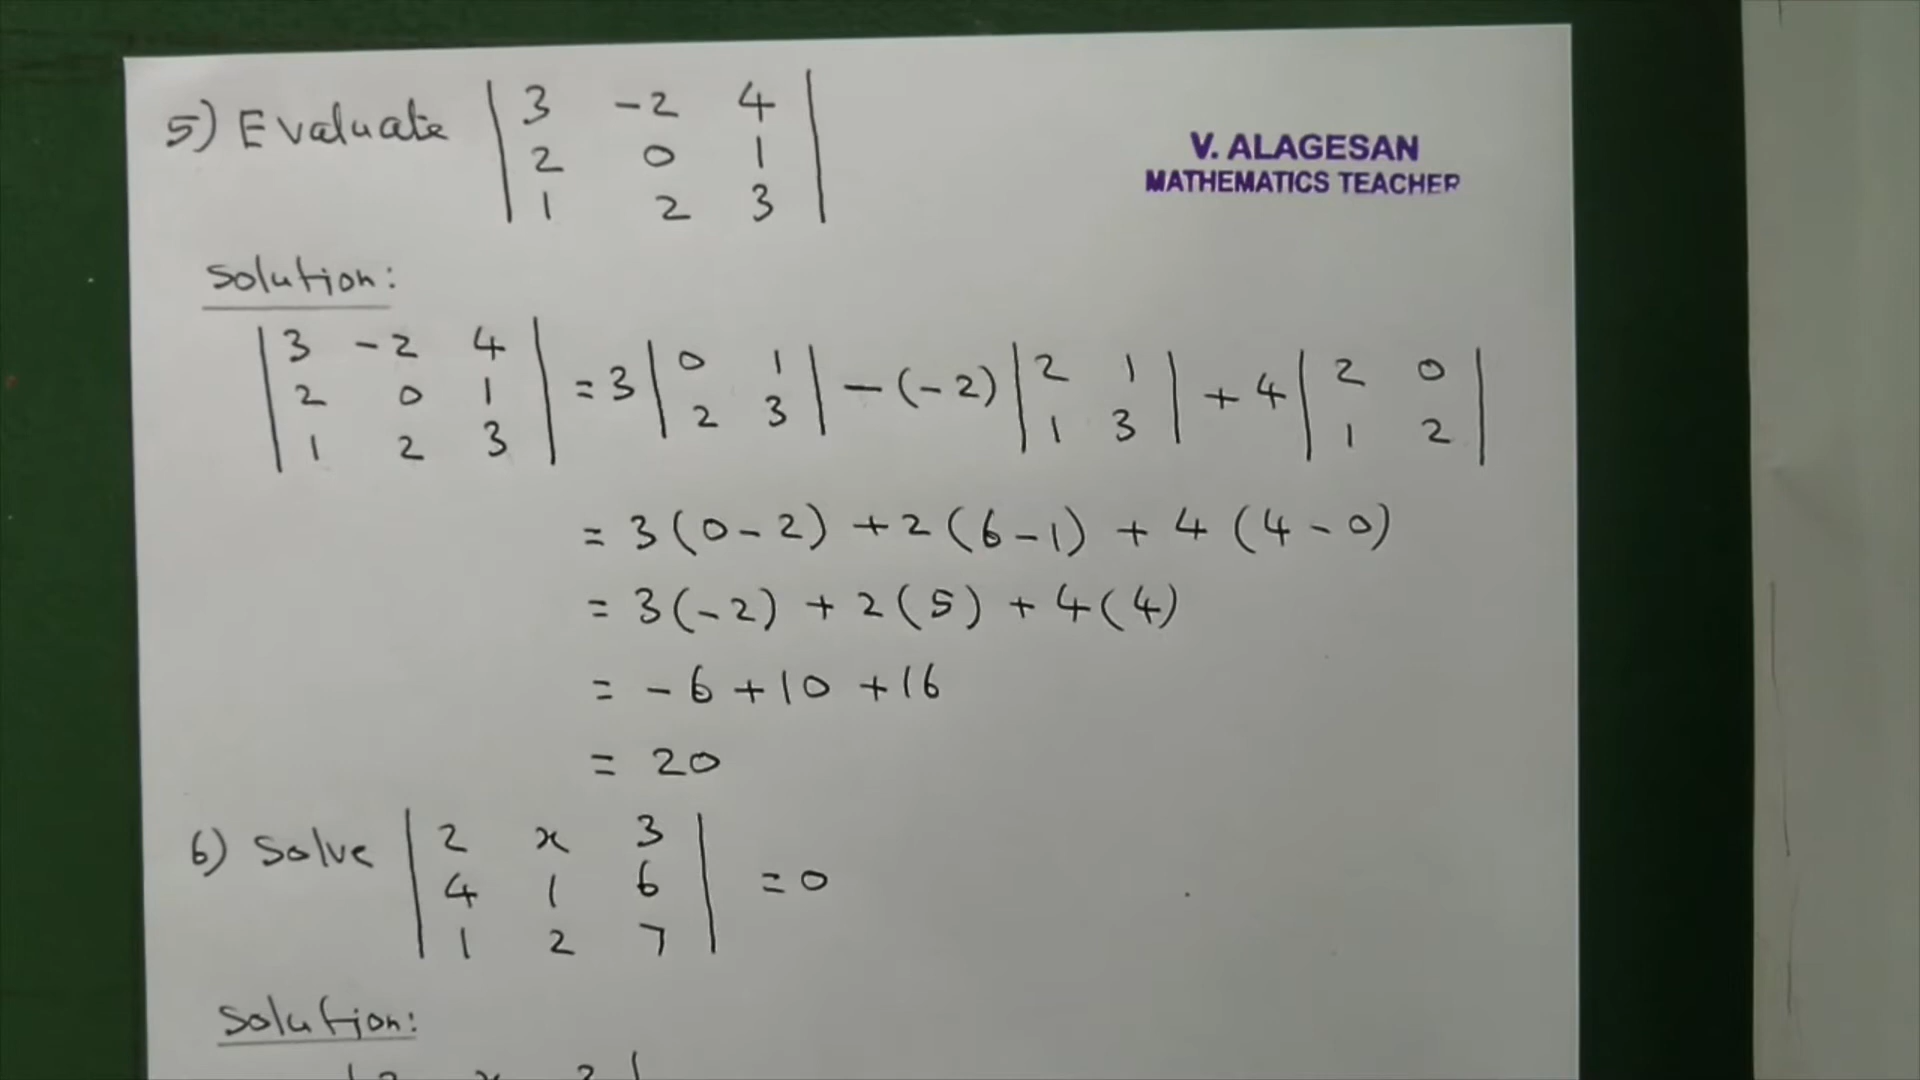 5) Evaluate | 3 -2 4 |
| 2 0 1 |
| 1 2 3 |
V. ALAGESAN
MATHEMATICS TEACHER
Solution:
| 3 -2 4 | = 3 | 0 1 | - (-2) | 2 1 | + 4 | 2 0 |
| 2 0 1 | | 2 3 | | 1 3 | | 1 2 |
| 1 2 3 |
= 3 (0 - 2) + 2 (6 - 1) + 4 (4 - 0)
= 3 (-2) + 2 (5) + 4 (4)
= - 6 + 10 + 16
= 20
6) Solve | 2 x 3 |
| 4 1 6 | = 0
| 1 2 7 |
Solution: